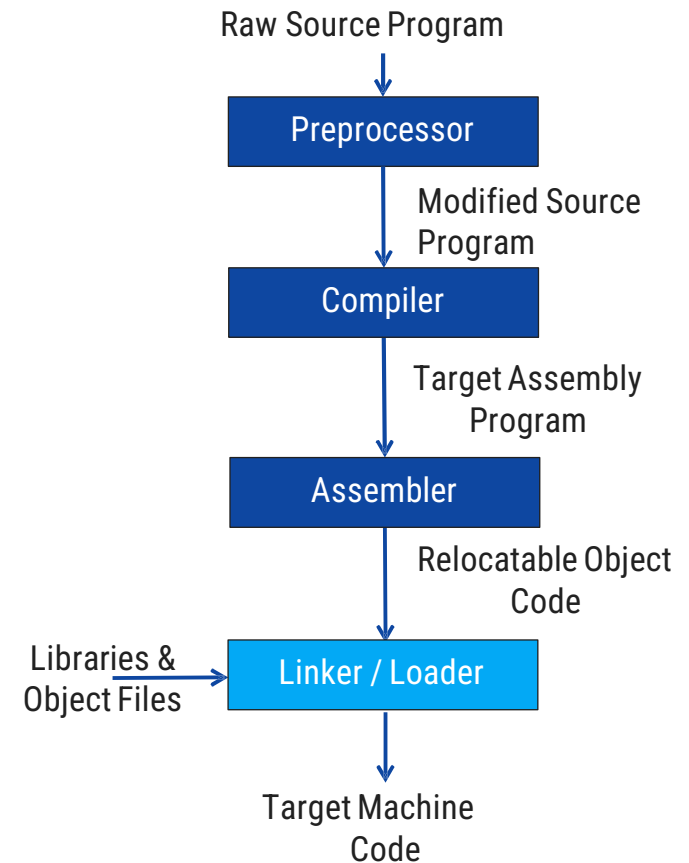 Raw Source Program
Preprocessor
Modified Source
Program
Compiler
Target Assembly
Program
Assembler
Relocatable Object
Code
Libraries &
Object Files
Linker / Loader
Target Machine
Code